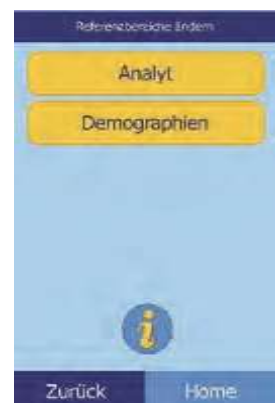 Referenzbereiche ändern
Analyt
Demographien
i
Zurück
Home